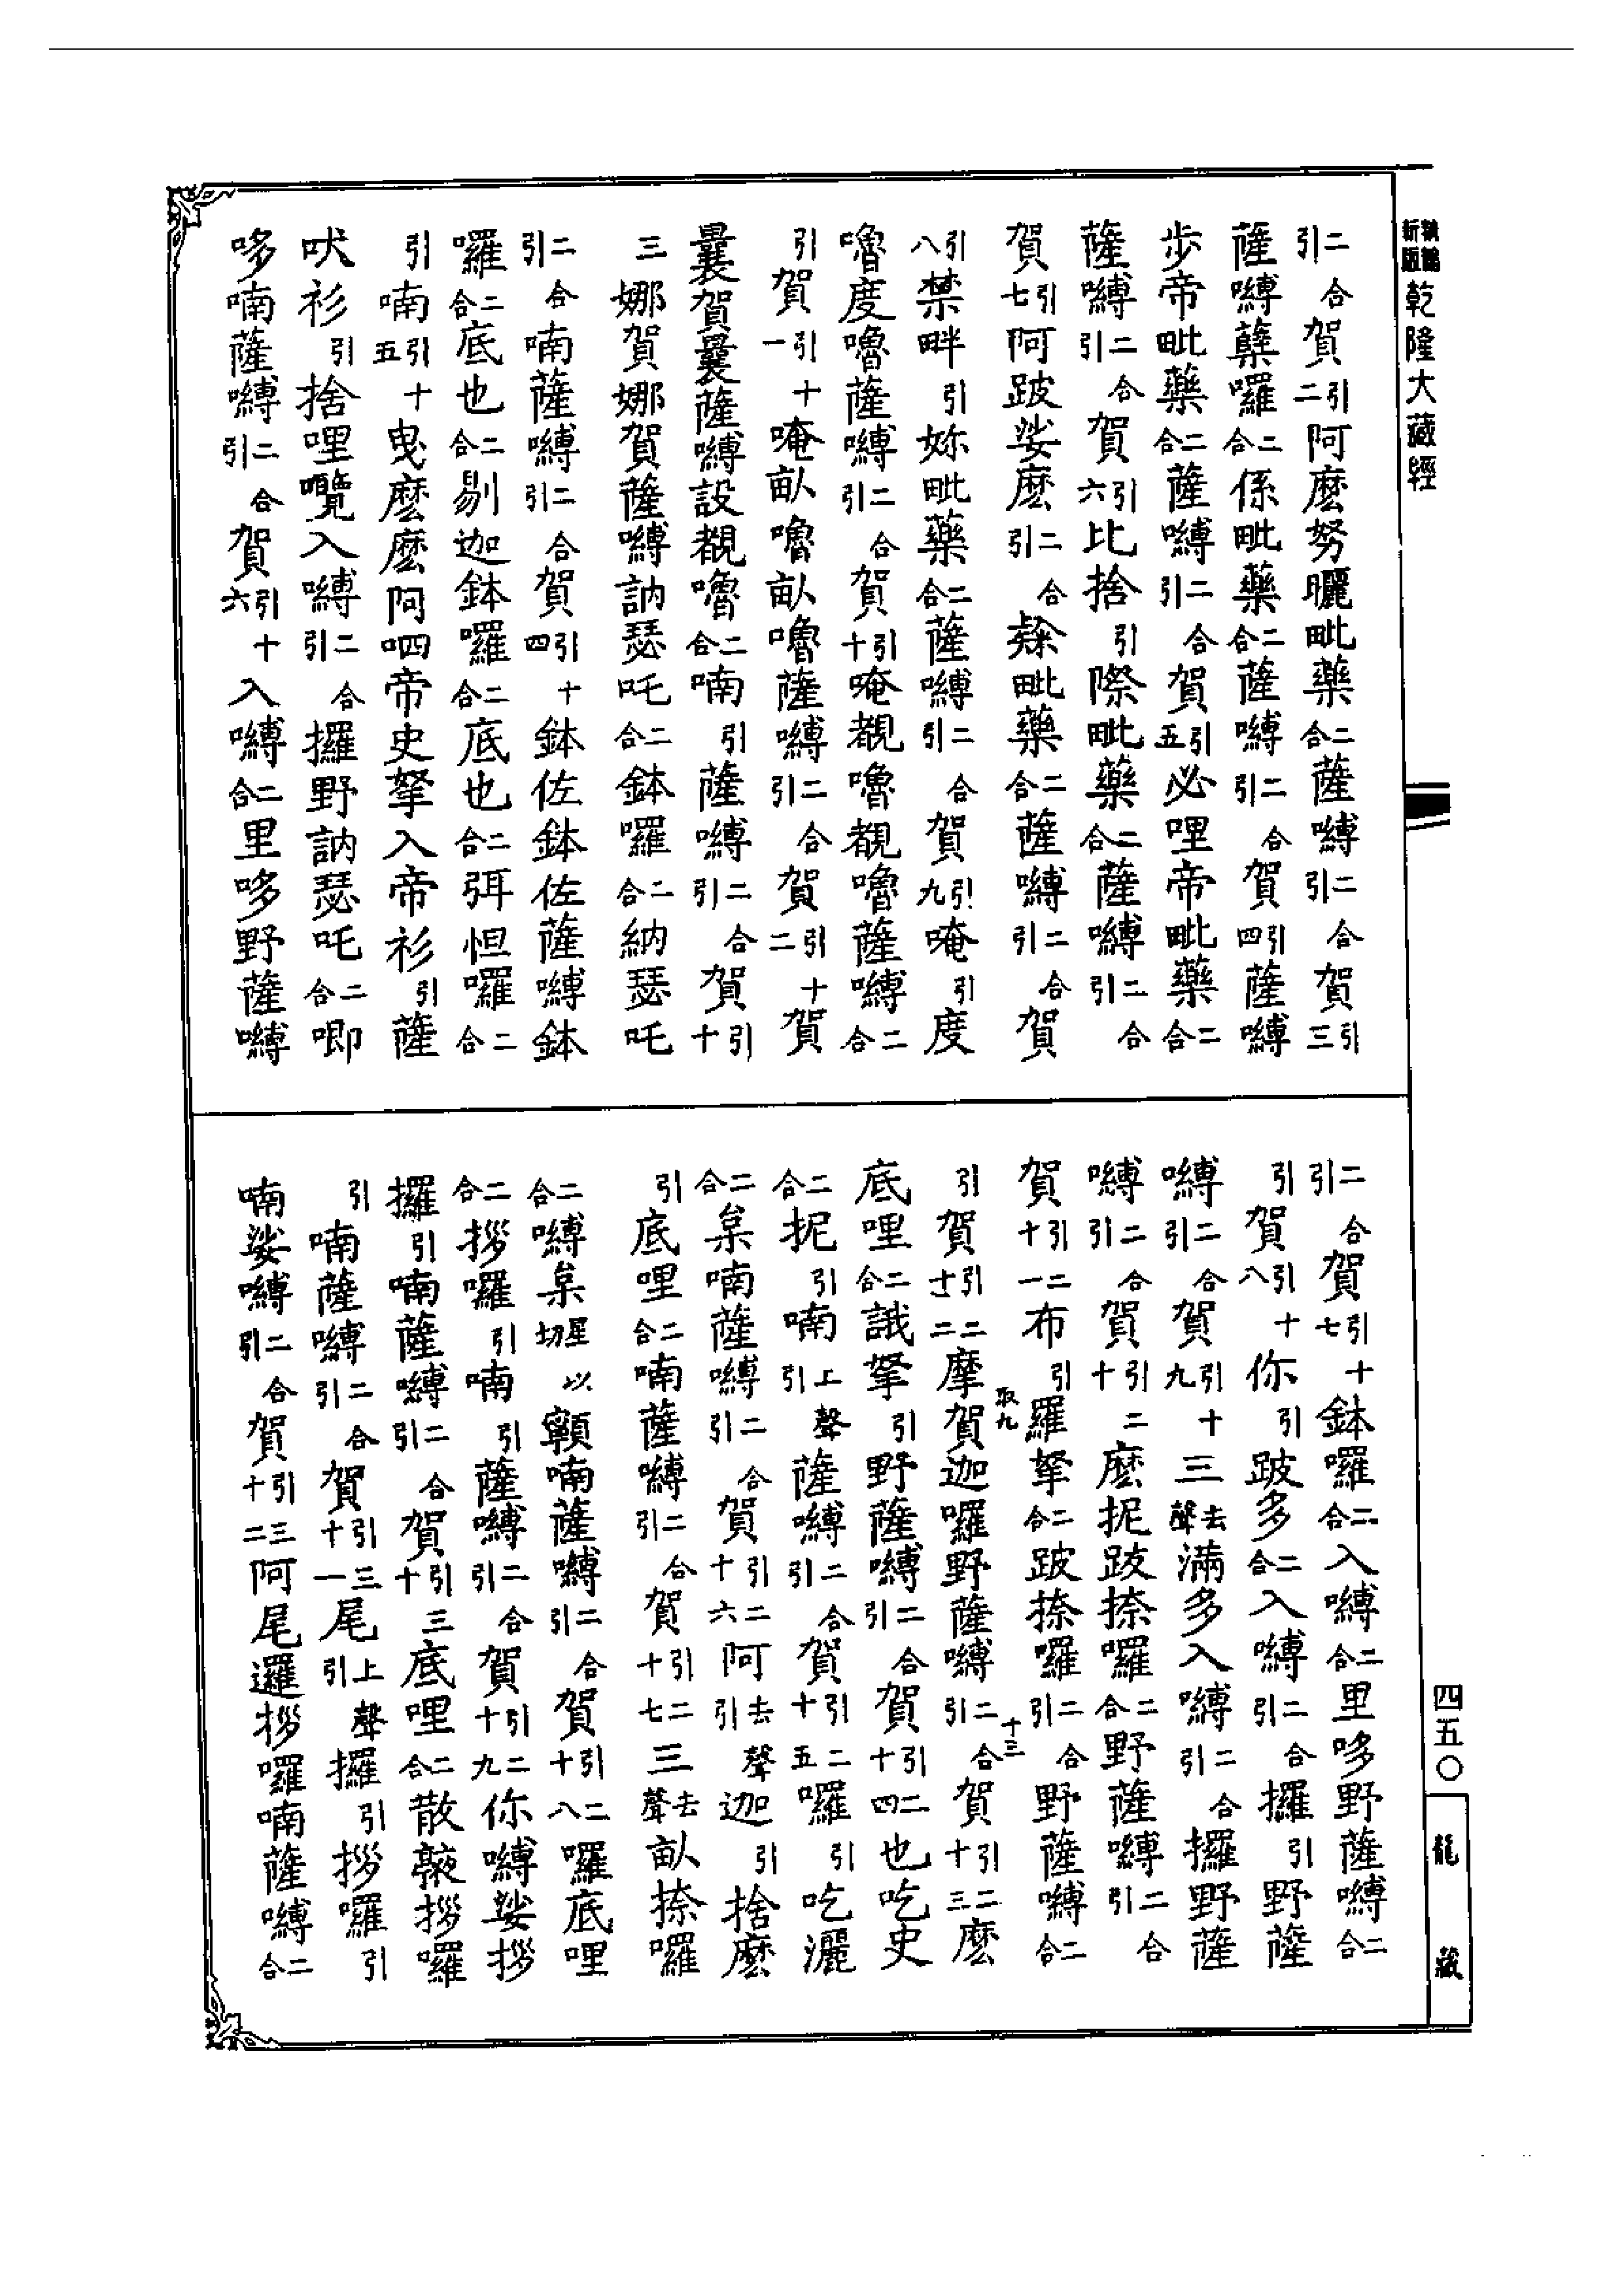 新版乾隆大藏經
二合引賀引二阿麼努曬毗藥二合薩嚩二合引賀引三
薩嚩蘖囉二合係毗藥二合薩嚩二合引賀引四薩嚩
步帝毗藥二合薩嚩二合引賀引五必哩帝毗藥二合
薩嚩二合引賀引六比捨引際毗藥二合薩嚩二合引
賀引七阿跛娑麼二合引毗藥二合薩嚩二合引賀
引八禁畔引妳毗藥二合薩嚩二合引賀引九唵引度
嚕度嚕薩嚩二合引賀引十唵覩嚕覩嚕薩嚩二合
引賀引十一唵畝嚕畝嚕薩嚩二合引賀引十二賀
曩賀曩薩嚩設覩嚕二合喃引薩嚩二合引賀引十
三娜賀娜賀薩嚩訥瑟吒二合鉢囉二合納瑟吒
二合引喃薩嚩二合引賀引十四鉢佐鉢佐薩嚩鉢
囉二合底也二合剔迦鉢囉二合底也二合弭怛囉二合
引喃引十五曳麼麼阿呬帝史拏入帝衫引薩
吠衫引捨哩囕入嚩二合引攞野訥瑟吒二合唧
哆喃薩嚩二合引賀引十六入嚩二合里哆野薩嚩
二合引賀引十七鉢囉二合入嚩二合里哆野薩嚩二合
引賀引十八你引跛多二合入嚩二合引攞引野薩
嚩二合引賀引十九三去聲滿多入嚩二合引攞野薩
嚩二合引賀引二十麼抳跋捺囉二合野薩嚩二合引
賀引二十一布引羅拏二合跛捺囉二合引野薩嚩二合
引賀引二十二摩賀迦囉野薩嚩二合引賀引二十三麼
底哩二合誐拏引野薩嚩二合引賀引二十四也吃史
二合抳引喃上聲引薩嚩二合引賀引二十五囉引吃灑
二合枲喃薩嚩二合引賀引二十六阿去聲引迦引捨麼
引底哩二合喃薩嚩二合引賀引二十七三去聲畝捺囉
二合嚩枲星以切顊喃薩嚩二合引賀引二十八囉底哩
二合拶囉引喃引薩嚩二合引賀引二十九你嚩娑拶
攞引喃薩嚩二合引賀引三十底哩二合散𣣋拶囉
引喃薩嚩二合引賀引三十一尾上聲引攞引拶囉引
喃娑嚩二合引賀引三十二阿尾邏拶囉喃薩嚩二合
四五〇
龍藏